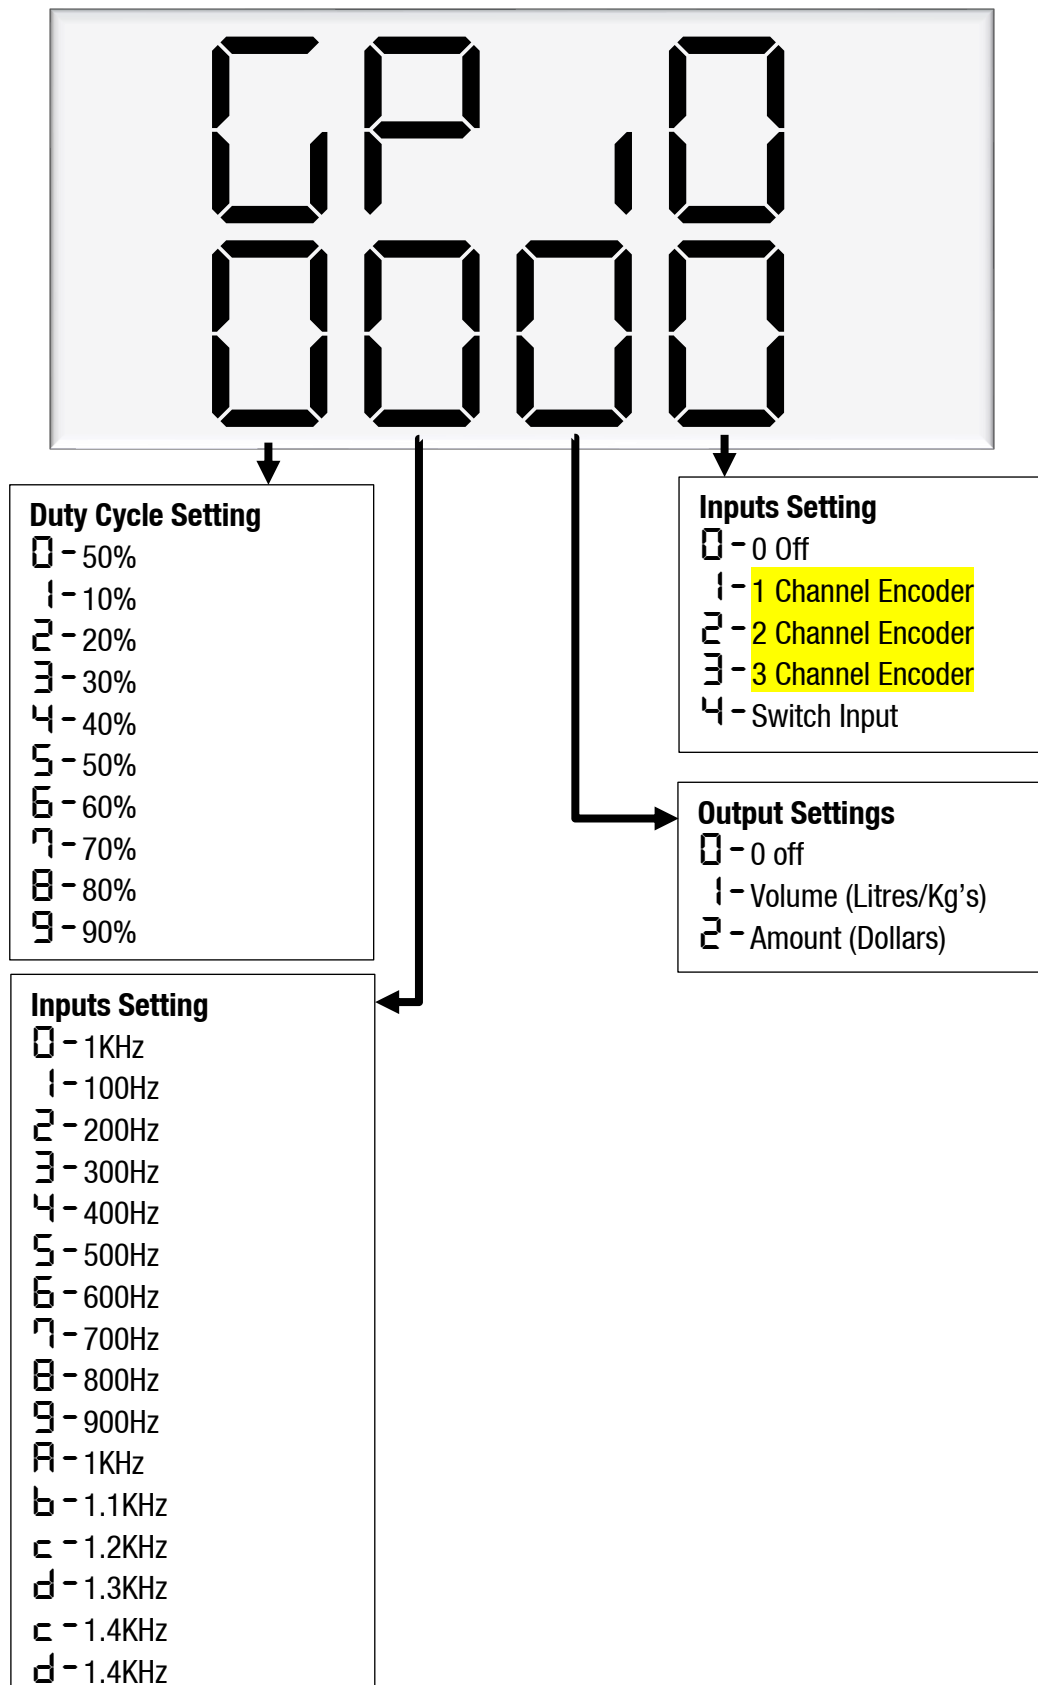 GPiO
0000
Duty Cycle Setting
0-50%
1-10%
2-20%
3-30%
4-40%
5-50%
6-60%
7-70%
8-80%
9-90%
Inputs Setting
0-1KHz
1-100Hz
2-200Hz
3-300Hz
4-400Hz
5-500Hz
6-600Hz
7-700Hz
8-800Hz
9-900Hz
A-1KHz
b-1.1KHz
c-1.2KHz
d-1.3KHz
c-1.4KHz
d-1.4KHz
Inputs Setting
0-0 Off
1-1 Channel Encoder
2-2 Channel Encoder
3-3 Channel Encoder
4-Switch Input
Output Settings
0-0 off
1-Volume (Litres/Kg's)
2-Amount (Dollars)